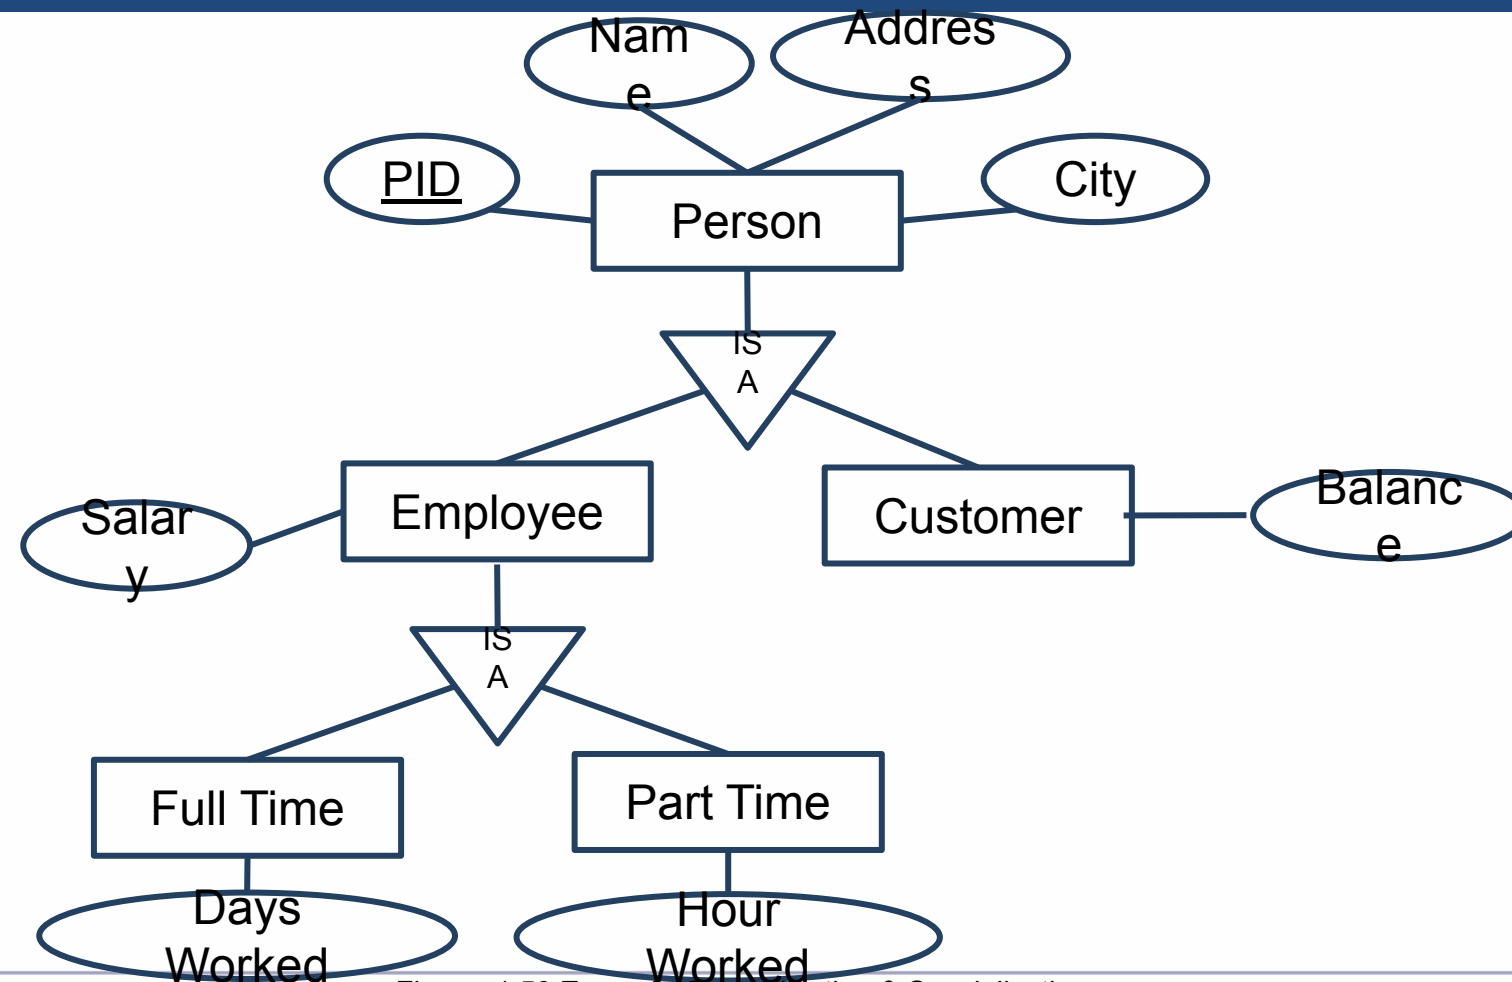 Nam
e
Addres
s
PID
City
Person
IS
A
Employee
Customer
Salar
y
Balanc
e
IS
A
Full Time
Part Time
Days
Worked
Hour
Worked